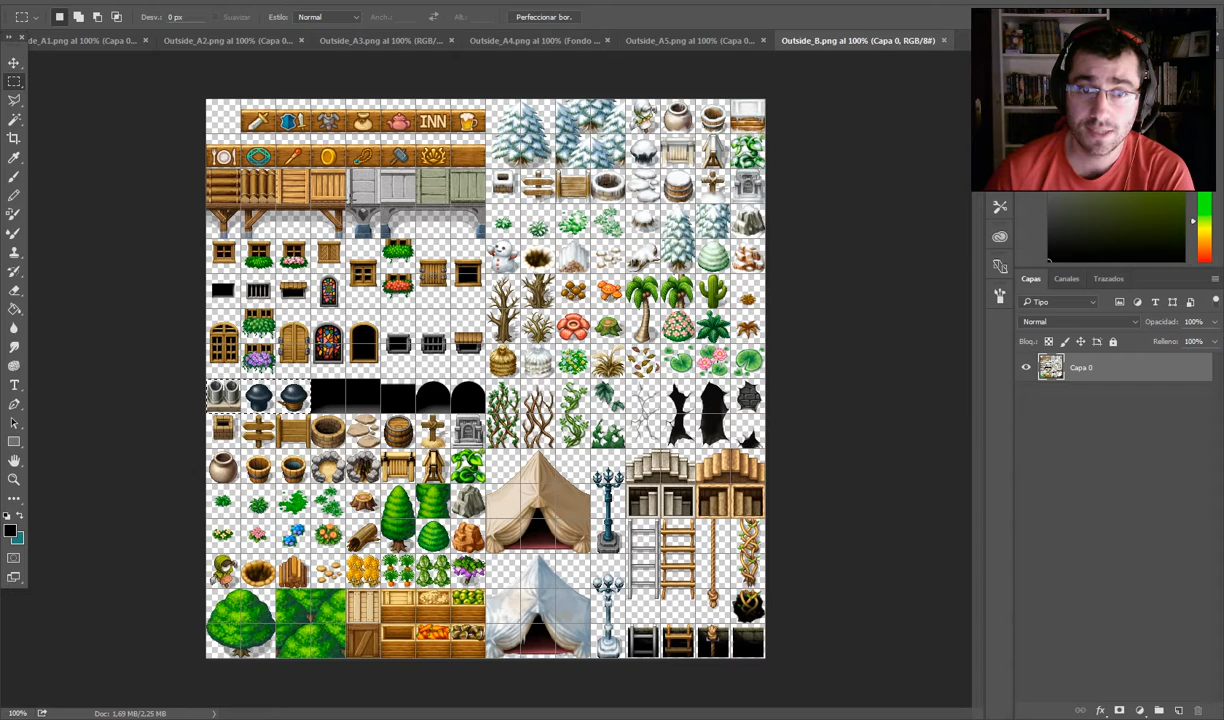 Desv.: 0 px Suavizar Estilo: Normal Anch.: Alt.: Perfeccionar bor.
de_A1.png al 100% (Capa 0... × Outside_A2.png al 100% (Capa 0... × Outside_A3.png al 100% (RGB/... × Outside_A4.png al 100% (Fondo ... × Outside_A5.png al 100% (Capa 0... × Outside_B.png al 100% (Capa 0, RGB/8#) ×
INN
Capas Canales Trazados
Tipo
Normal Opacidad: 100%
Bloq.: Relleno: 100%
Capa 0
100% Doc: 1,69 MB/2,25 MB